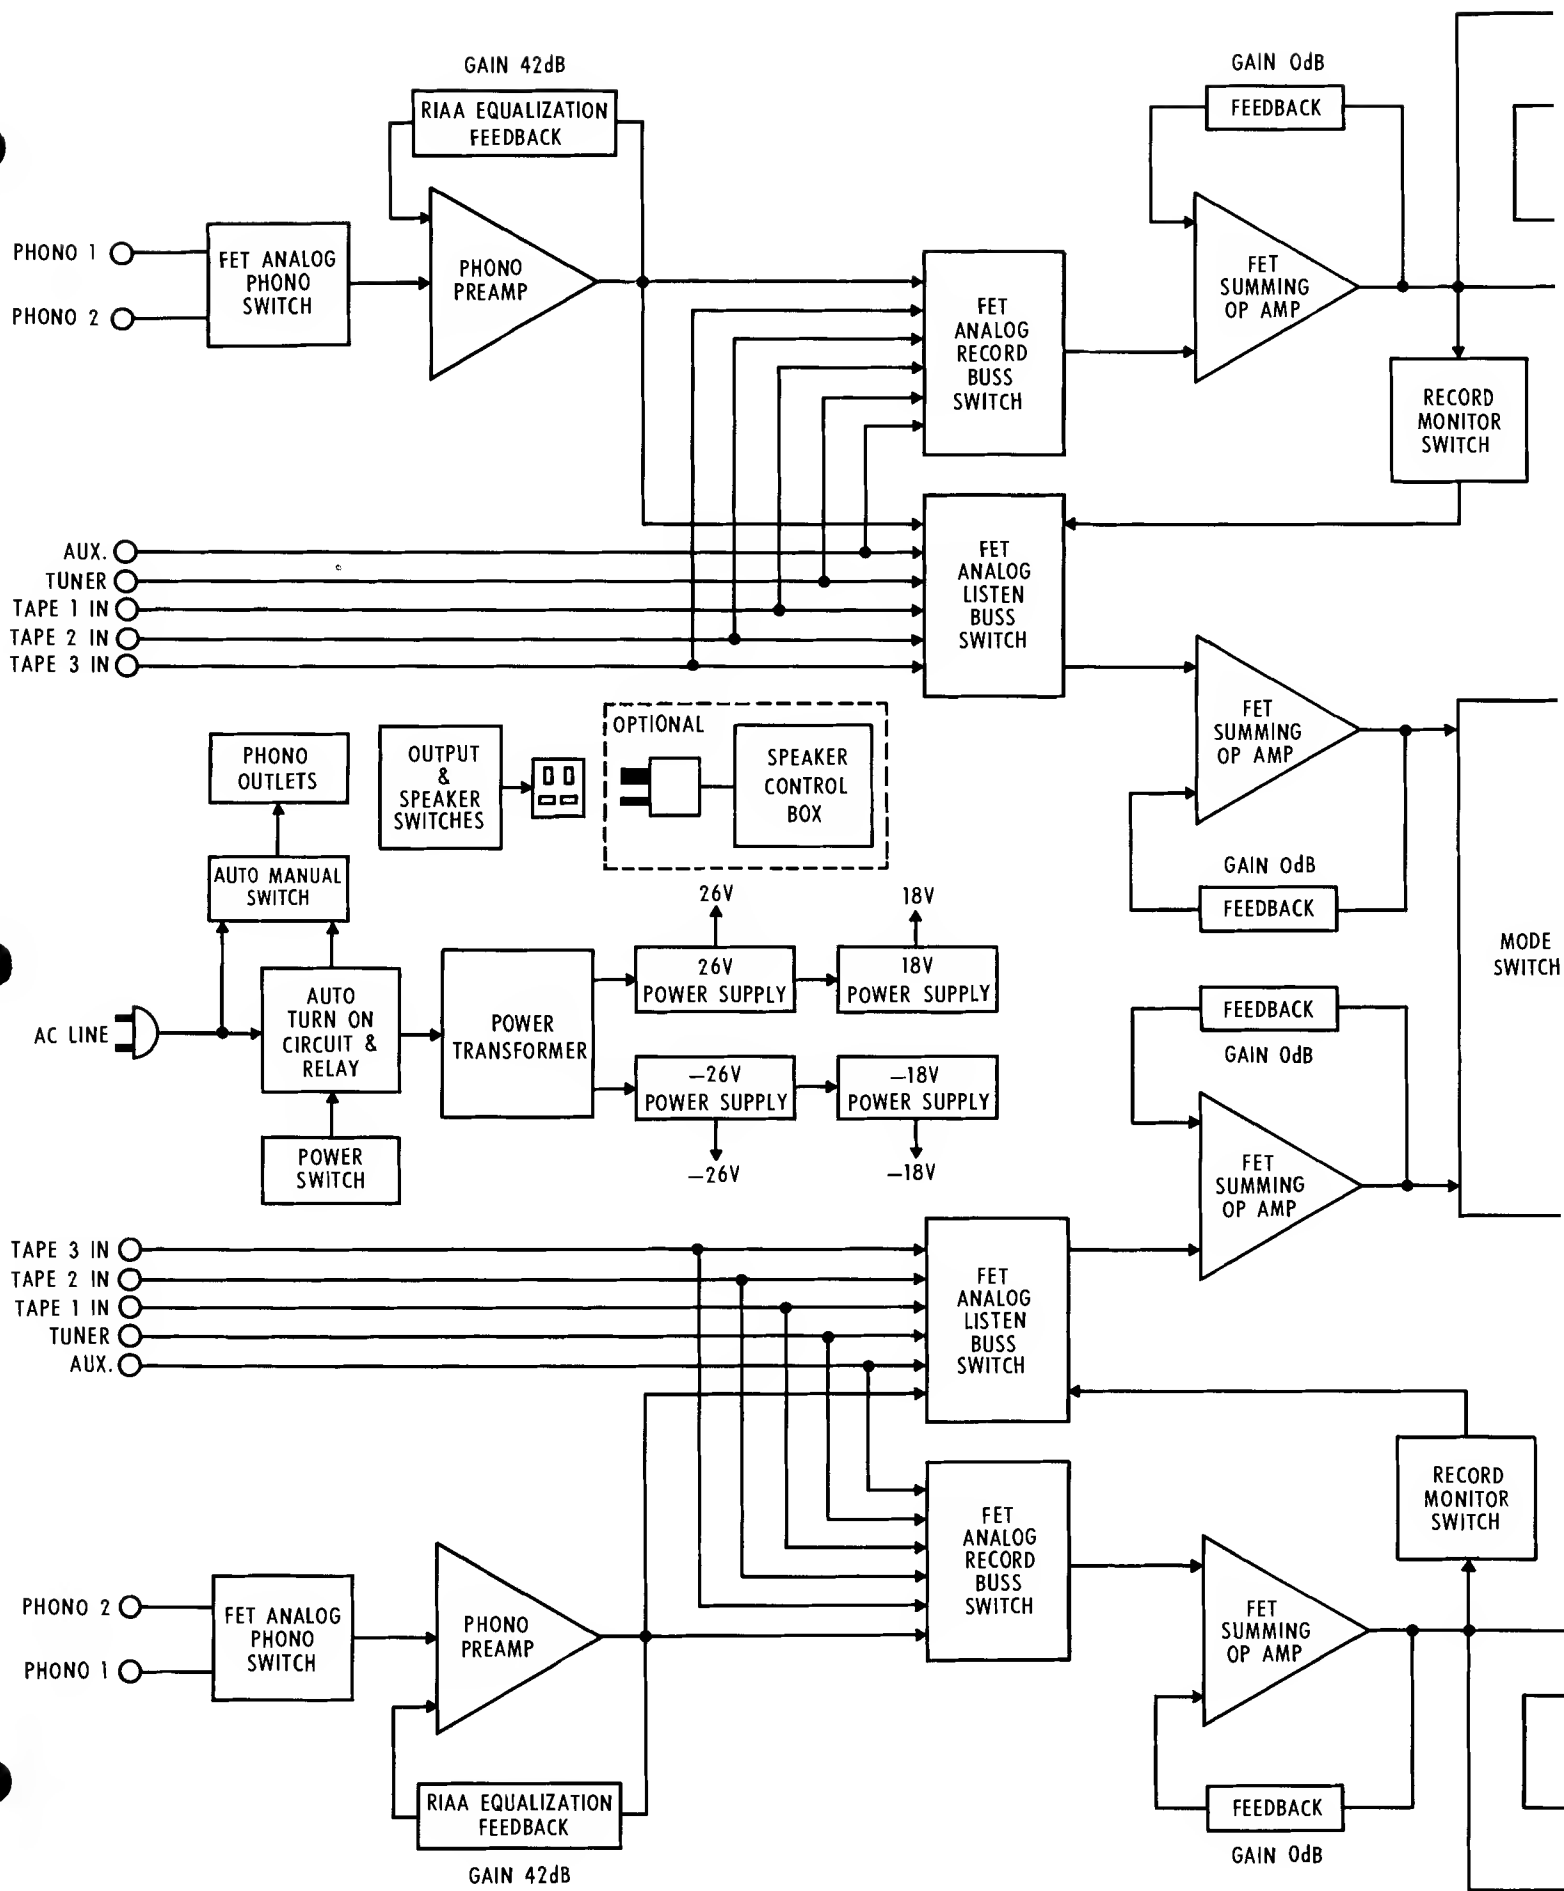 GAIN 42dB
RIAA EQUALIZATION
FEEDBACK
GAIN 0dB
FEEDBACK
PHONO 1
PHONO 2
FET ANALOG
PHONO
SWITCH
PHONO
PREAMP
FET
ANALOG
RECORD
BUSS
SWITCH
FET
SUMMING
OP AMP
RECORD
MONITOR
SWITCH
AUX.
TUNER
TAPE 1 IN
TAPE 2 IN
TAPE 3 IN
FET
ANALOG
LISTEN
BUSS
SWITCH
FET
SUMMING
OP AMP
GAIN 0dB
FEEDBACK
PHONO
OUTLETS
OUTPUT
&
SPEAKER
SWITCHES
OPTIONAL
SPEAKER
CONTROL
BOX
AUTO MANUAL
SWITCH
AC LINE
AUTO
TURN ON
CIRCUIT &
RELAY
POWER
SWITCH
POWER
TRANSFORMER
26V
26V
POWER SUPPLY
18V
18V
POWER SUPPLY
–26V
POWER SUPPLY
–26V
–18V
POWER SUPPLY
–18V
MODE
SWITCH
FEEDBACK
GAIN 0dB
FET
SUMMING
OP AMP
TAPE 3 IN
TAPE 2 IN
TAPE 1 IN
TUNER
AUX.
FET
ANALOG
LISTEN
BUSS
SWITCH
RECORD
MONITOR
SWITCH
FET
ANALOG
RECORD
BUSS
SWITCH
PHONO 2
PHONO 1
FET ANALOG
PHONO
SWITCH
PHONO
PREAMP
FET
SUMMING
OP AMP
RIAA EQUALIZATION
FEEDBACK
GAIN 42dB
FEEDBACK
GAIN 0dB